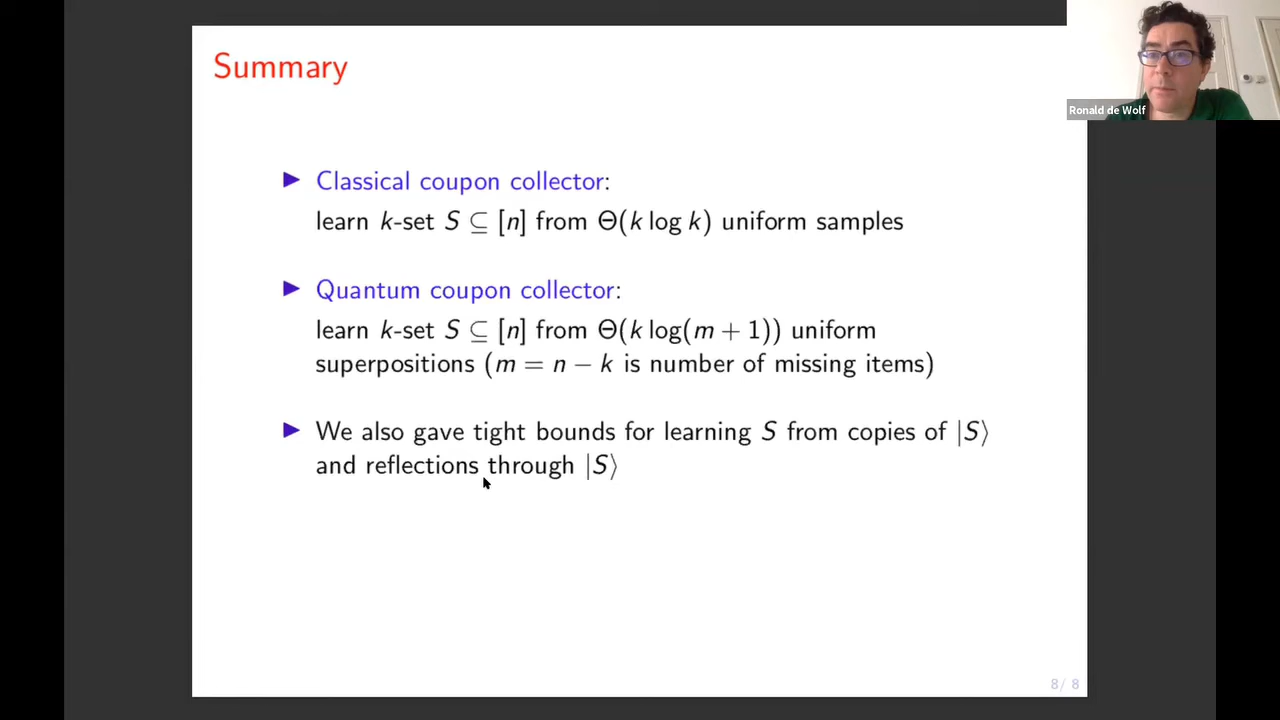 Summary
Ronald de Wolf
▶ Classical coupon collector:
learn k-set S ⊆ [n] from Θ(k log k) uniform samples
▶ Quantum coupon collector:
learn k-set S ⊆ [n] from Θ(k log(m + 1)) uniform
superpositions (m = n − k is number of missing items)
▶ We also gave tight bounds for learning S from copies of |S⟩
and reflections through |S⟩
8/ 8